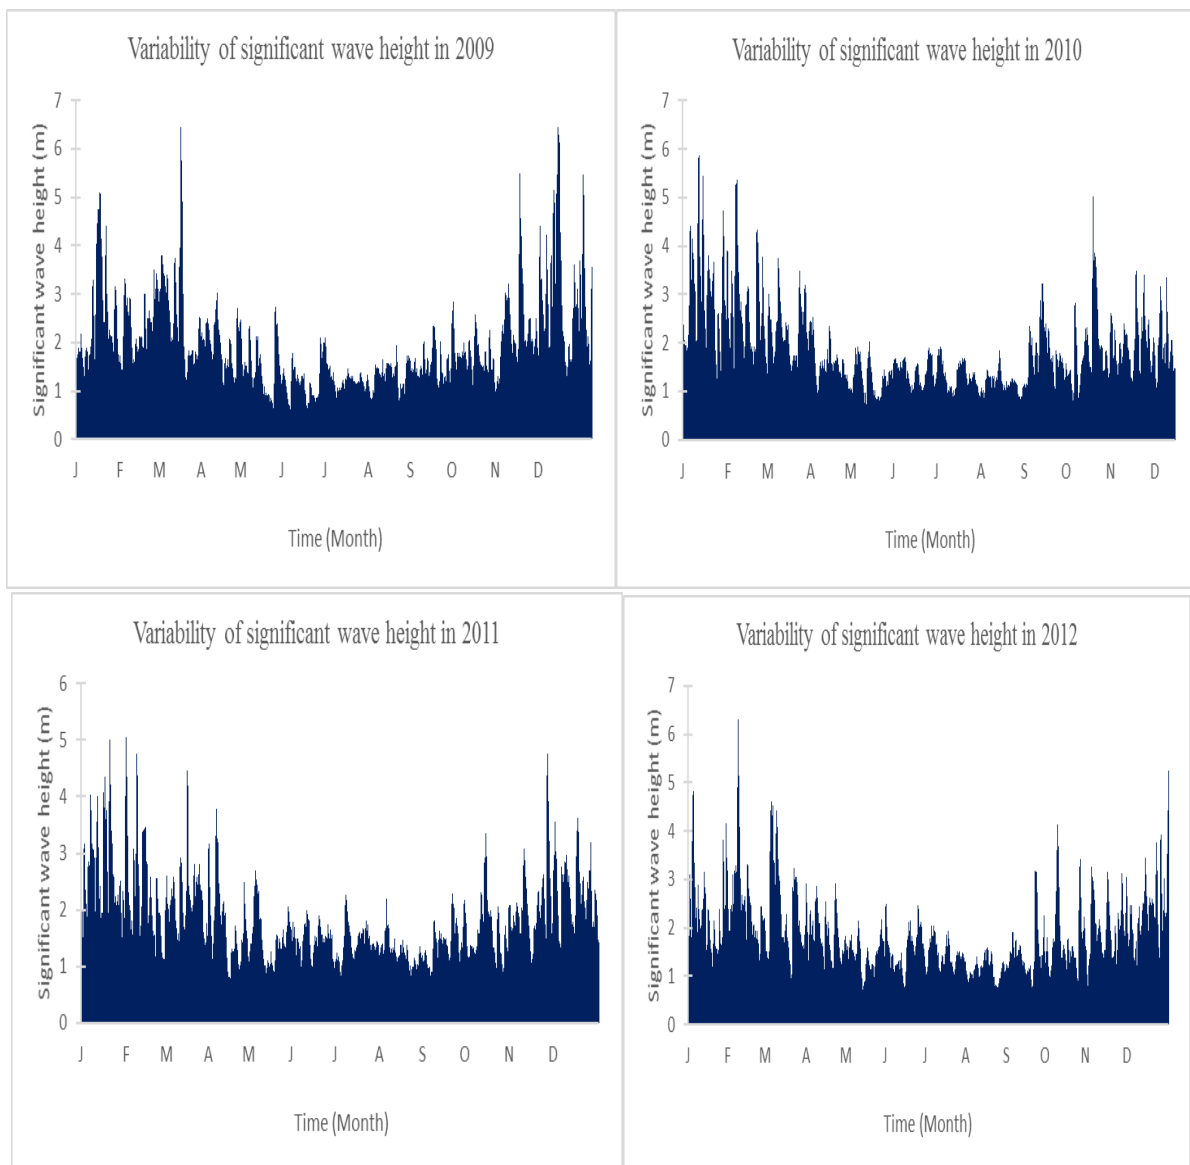 Variability of significant wave height in 2009
Significant wave height (m)
7
6
5
4
3
2
1
0
J F M A M J J A S O N D
Time (Month)
Variability of significant wave height in 2010
Significant wave height (m)
7
6
5
4
3
2
1
0
J F M A M J J A S O N D
Time (Month)
Variability of significant wave height in 2011
Significant wave height (m)
6
5
4
3
2
1
0
J F M A M J J A S O N D
Time (Month)
Variability of significant wave height in 2012
Significant wave height (m)
7
6
5
4
3
2
1
0
J F M A M J J A S O N D
Time (Month)